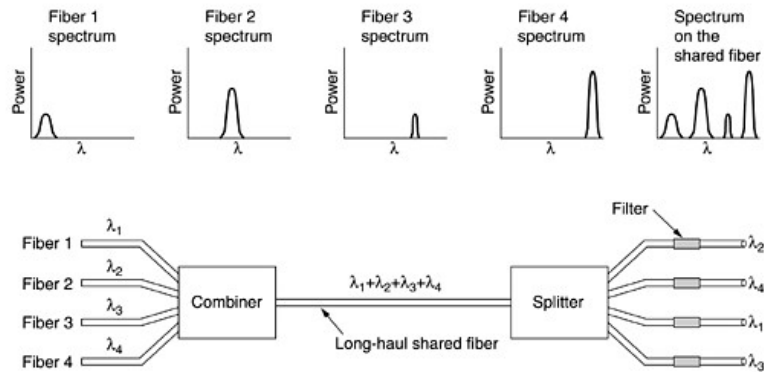 Fiber 1
spectrum
Fiber 2
spectrum
Fiber 3
spectrum
Fiber 4
spectrum
Spectrum
on the
shared fiber
Power
λ
Power
λ
Power
λ
Power
λ
Power
λ
Filter
Fiber 1
λ₁
Fiber 2
λ₂
Fiber 3
λ₃
Fiber 4
λ₄
Combiner
λ₁+λ₂+λ₃+λ₄
Long-haul shared fiber
Splitter
λ₂
λ₄
λ₁
λ₃